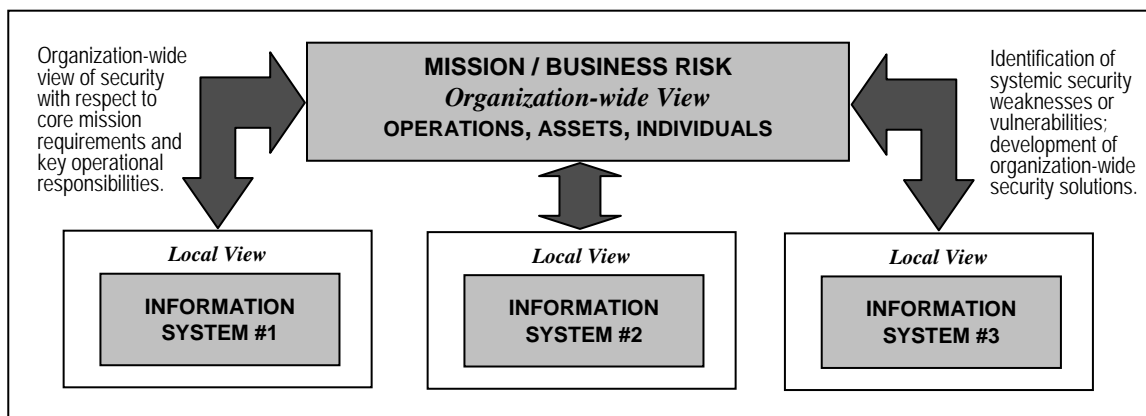 Organization-wide
view of security
with respect to
core mission
requirements and
key operational
responsibilities.
MISSION / BUSINESS RISK
Organization-wide View
OPERATIONS, ASSETS, INDIVIDUALS
Identification of
systemic security
weaknesses or
vulnerabilities;
development of
organization-wide
security solutions.
Local View
INFORMATION
SYSTEM #1
Local View
INFORMATION
SYSTEM #2
Local View
INFORMATION
SYSTEM #3